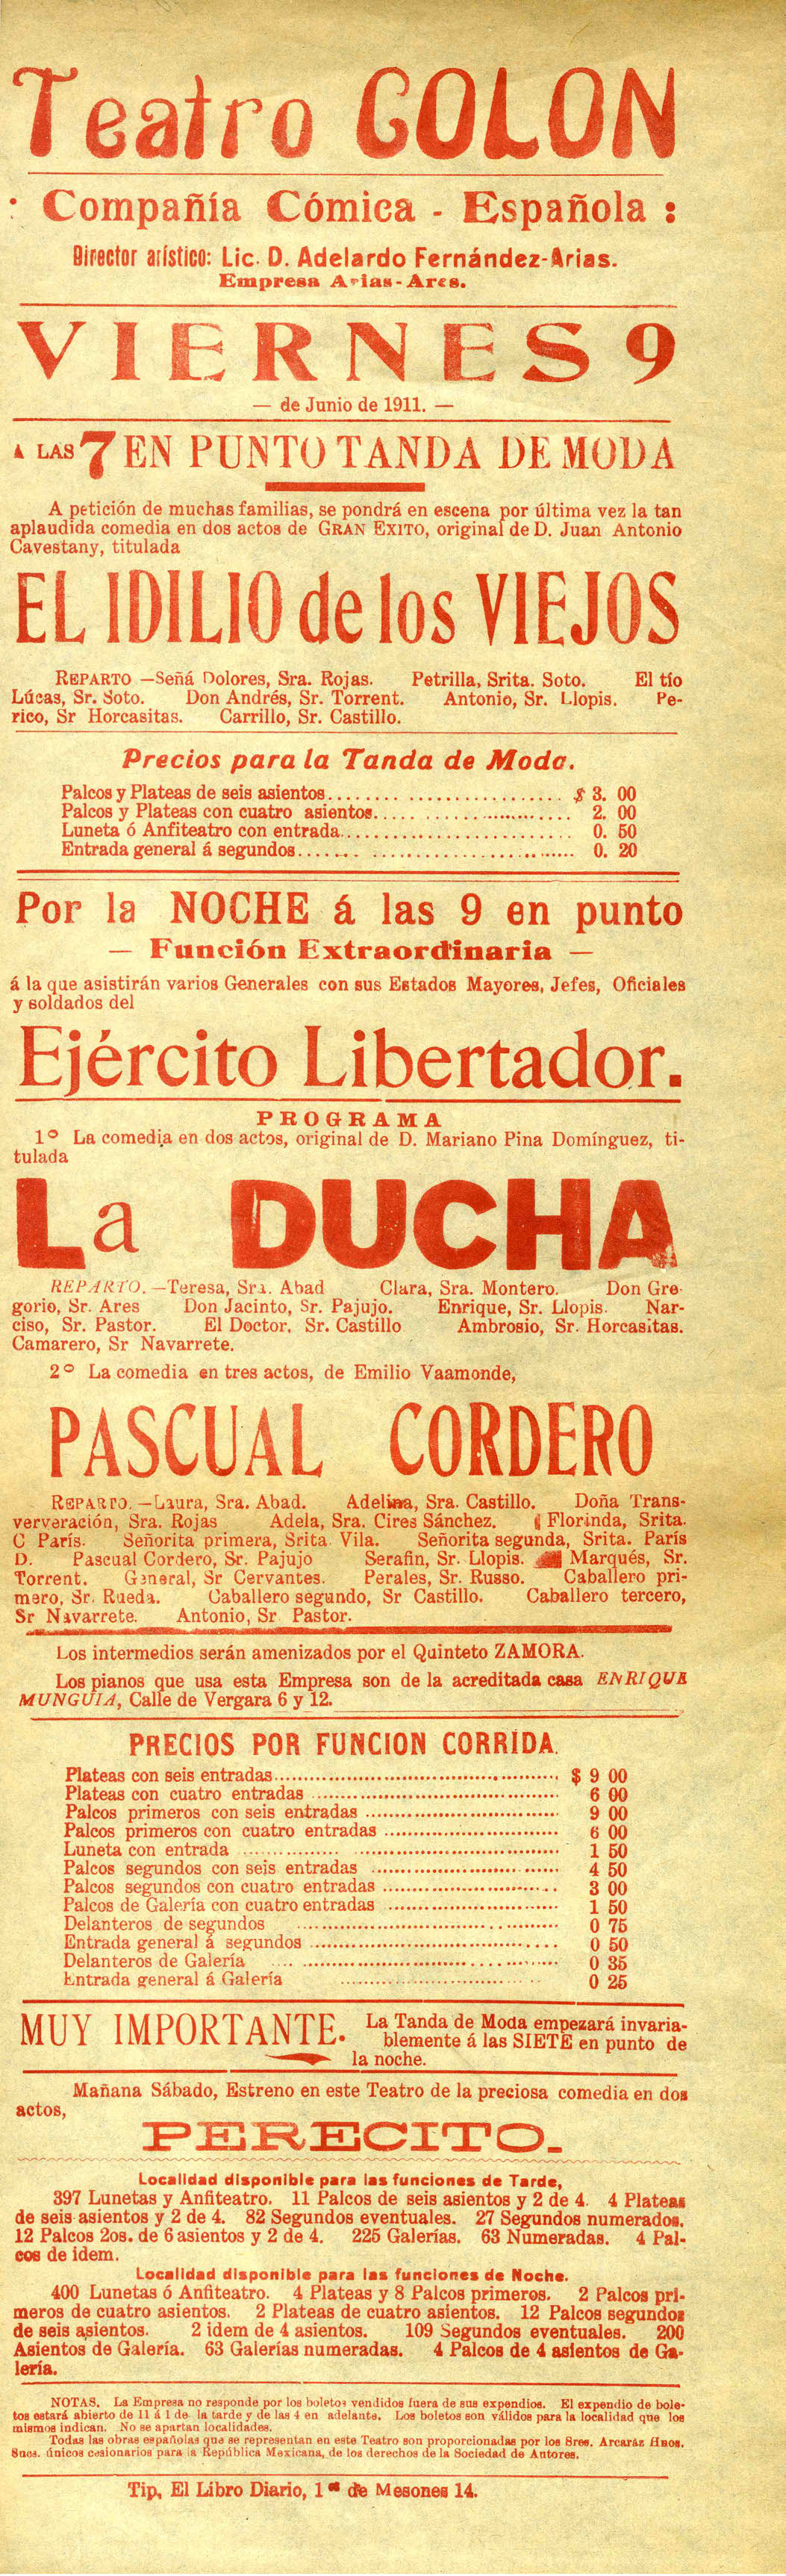 Teatro COLON
: Compañía Cómica - Española :
Director artístico: Lic. D. Adelardo Fernández-Arias.
Empresa Arias-Ares.
VIERNES 9
— de Junio de 1911. —
A LAS 7 EN PUNTO TANDA DE MODA
A petición de muchas familias, se pondrá en escena por última vez la tan
aplaudida comedia en dos actos de GRAN EXITO, original de D. Juan Antonio
Cavestany, titulada
EL IDILIO de los VIEJOS
REPARTO —Señá Dolores, Sra. Rojas. Petrilla, Srita. Soto. El tío
Lúcas, Sr. Soto. Don Andrés, Sr. Torrent. Antonio, Sr. Llopis. Pe-
rico, Sr Horcasitas. Carrillo, Sr. Castillo.
Precios para la Tanda de Moda.
Palcos y Plateas de seis asientos.............................. $ 3. 00
Palcos y Plateas con cuatro asientos......................... 2. 00
Luneta ó Anfiteatro con entrada............................. 0. 50
Entrada general á segundos.................................. 0. 20
Por la NOCHE á las 9 en punto
— Función Extraordinaria —
á la que asistirán varios Generales con sus Estados Mayores, Jefes, Oficiales
y soldados del
Ejército Libertador.
PROGRAMA
1º La comedia en dos actos, original de D. Mariano Pina Domínguez, ti-
tulada
La DUCHA
REPARTO.—Teresa, Sra. Abad Clara, Sra. Montero. Don Gre-
gorio, Sr. Ares Don Jacinto, Sr. Pajujo. Enrique, Sr. Llopis. Nar-
ciso, Sr. Pastor. El Doctor, Sr. Castillo Ambrosio, Sr. Horcasitas.
Camarero, Sr Navarrete.
2º La comedia en tres actos, de Emilio Vaamonde,
PASCUAL CORDERO
REPARTO.—Laura, Sra. Abad. Adelina, Sra. Castillo. Doña Trans-
ververación, Sra. Rojas Adela, Sra. Cires Sánchez. Florinda, Srita.
C París. Señorita primera, Srita. Vila. Señorita segunda, Srita. París
D. Pascual Cordero, Sr. Pajujo Serafin, Sr. Llopis. Marqués, Sr.
Torrent. General, Sr Cervantes. Perales, Sr. Russo. Caballero pri-
mero, Sr. Rueda. Caballero segundo, Sr Castillo. Caballero tercero,
Sr Navarrete. Antonio, Sr Pastor.
Los intermedios serán amenizados por el Quinteto ZAMORA.
Los pianos que usa esta Empresa son de la acreditada casa ENRIQUE
MUNGUIA, Calle de Vergara 6 y 12.
PRECIOS POR FUNCION CORRIDA.
Plateas con seis entradas.......................................... $ 9 00
Plateas con cuatro entradas .................................... 6 00
Palcos primeros con seis entradas ............................ 9 00
Palcos primeros con cuatro entradas ......................... 6 00
Luneta con entrada ............................................... 1 50
Palcos segundos con seis entradas ........................... 4 50
Palcos segundos con cuatro entradas ......................... 3 00
Palcos de Galería con cuatro entradas ....................... 1 50
Delanteros de segundos ....................................... 0 75
Entrada general á segundos .................................... 0 50
Delanteros de Galería .......................................... 0 35
Entrada general á Galería .................................... 0 25
MUY IMPORTANTE. La Tanda de Moda empezará invaria-
blemente á las SIETE en punto de
la noche.
Mañana Sábado, Estreno en este Teatro de la preciosa comedia en dos
actos,
PERECITO.
Localidad disponible para las funciones de Tarde,
397 Lunetas y Anfiteatro. 11 Palcos de seis asientos y 2 de 4. 4 Plateas
de seis asientos y 2 de 4. 82 Segundos eventuales. 27 Segundos numerados.
12 Palcos 2os. de 6 asientos y 2 de 4. 225 Galerías. 63 Numeradas. 4 Pal-
cos de idem.
Localidad disponible para las funciones de Noche.
400 Lunetas ó Anfiteatro. 4 Plateas y 8 Palcos primeros. 2 Palcos pri-
meros de cuatro asientos. 2 Plateas de cuatro asientos. 12 Palcos segundos
de seis asientos. 2 idem de 4 asientos. 109 Segundos eventuales. 200
Asientos de Galería. 63 Galerías numeradas. 4 Palcos de 4 asientos de Ga-
lería.
NOTAS. La Empresa no responde por los boletos vendidos fuera de sus expendios. El expendio de bole-
tos estará abierto de 11 á 1 de la tarde y de las 4 en adelante. Los boletos son válidos para la localidad que los
mismos indican. No se apartan localidades.
Todas las obras españolas que se representan en este Teatro son proporcionadas por los Sres. Arcaráz Hnos.
Sucs. únicos cesionarios para la República Mexicana, de los derechos de la Sociedad de Autores.
Tip, El Libro Diario, 1ª de Mesones 14.